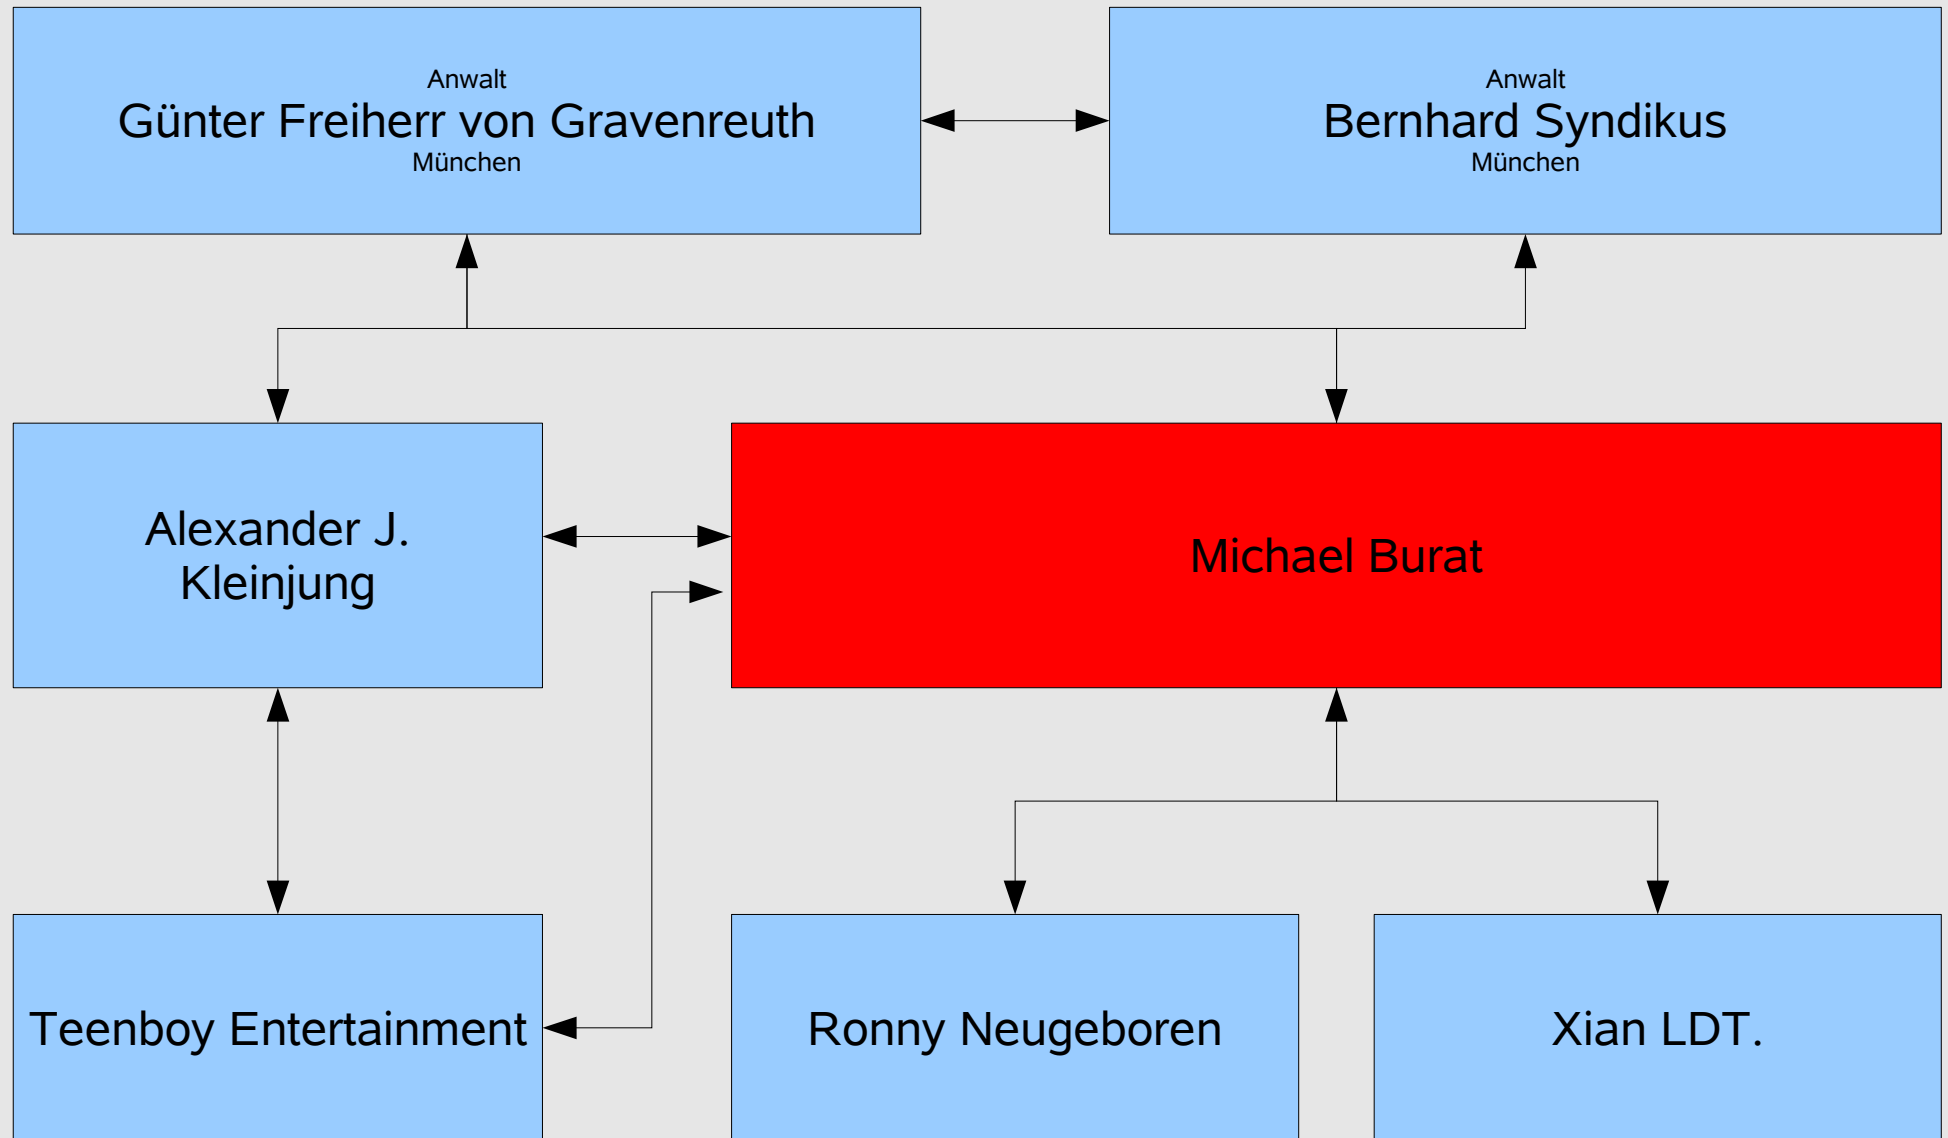 Anwalt
Günter Freiherr von Gravenreuth
München
Anwalt
Bernhard Syndikus
München
Alexander J.
Kleinjung
Michael Burat
Teenboy Entertainment
Ronny Neugeboren
Xian LDT.